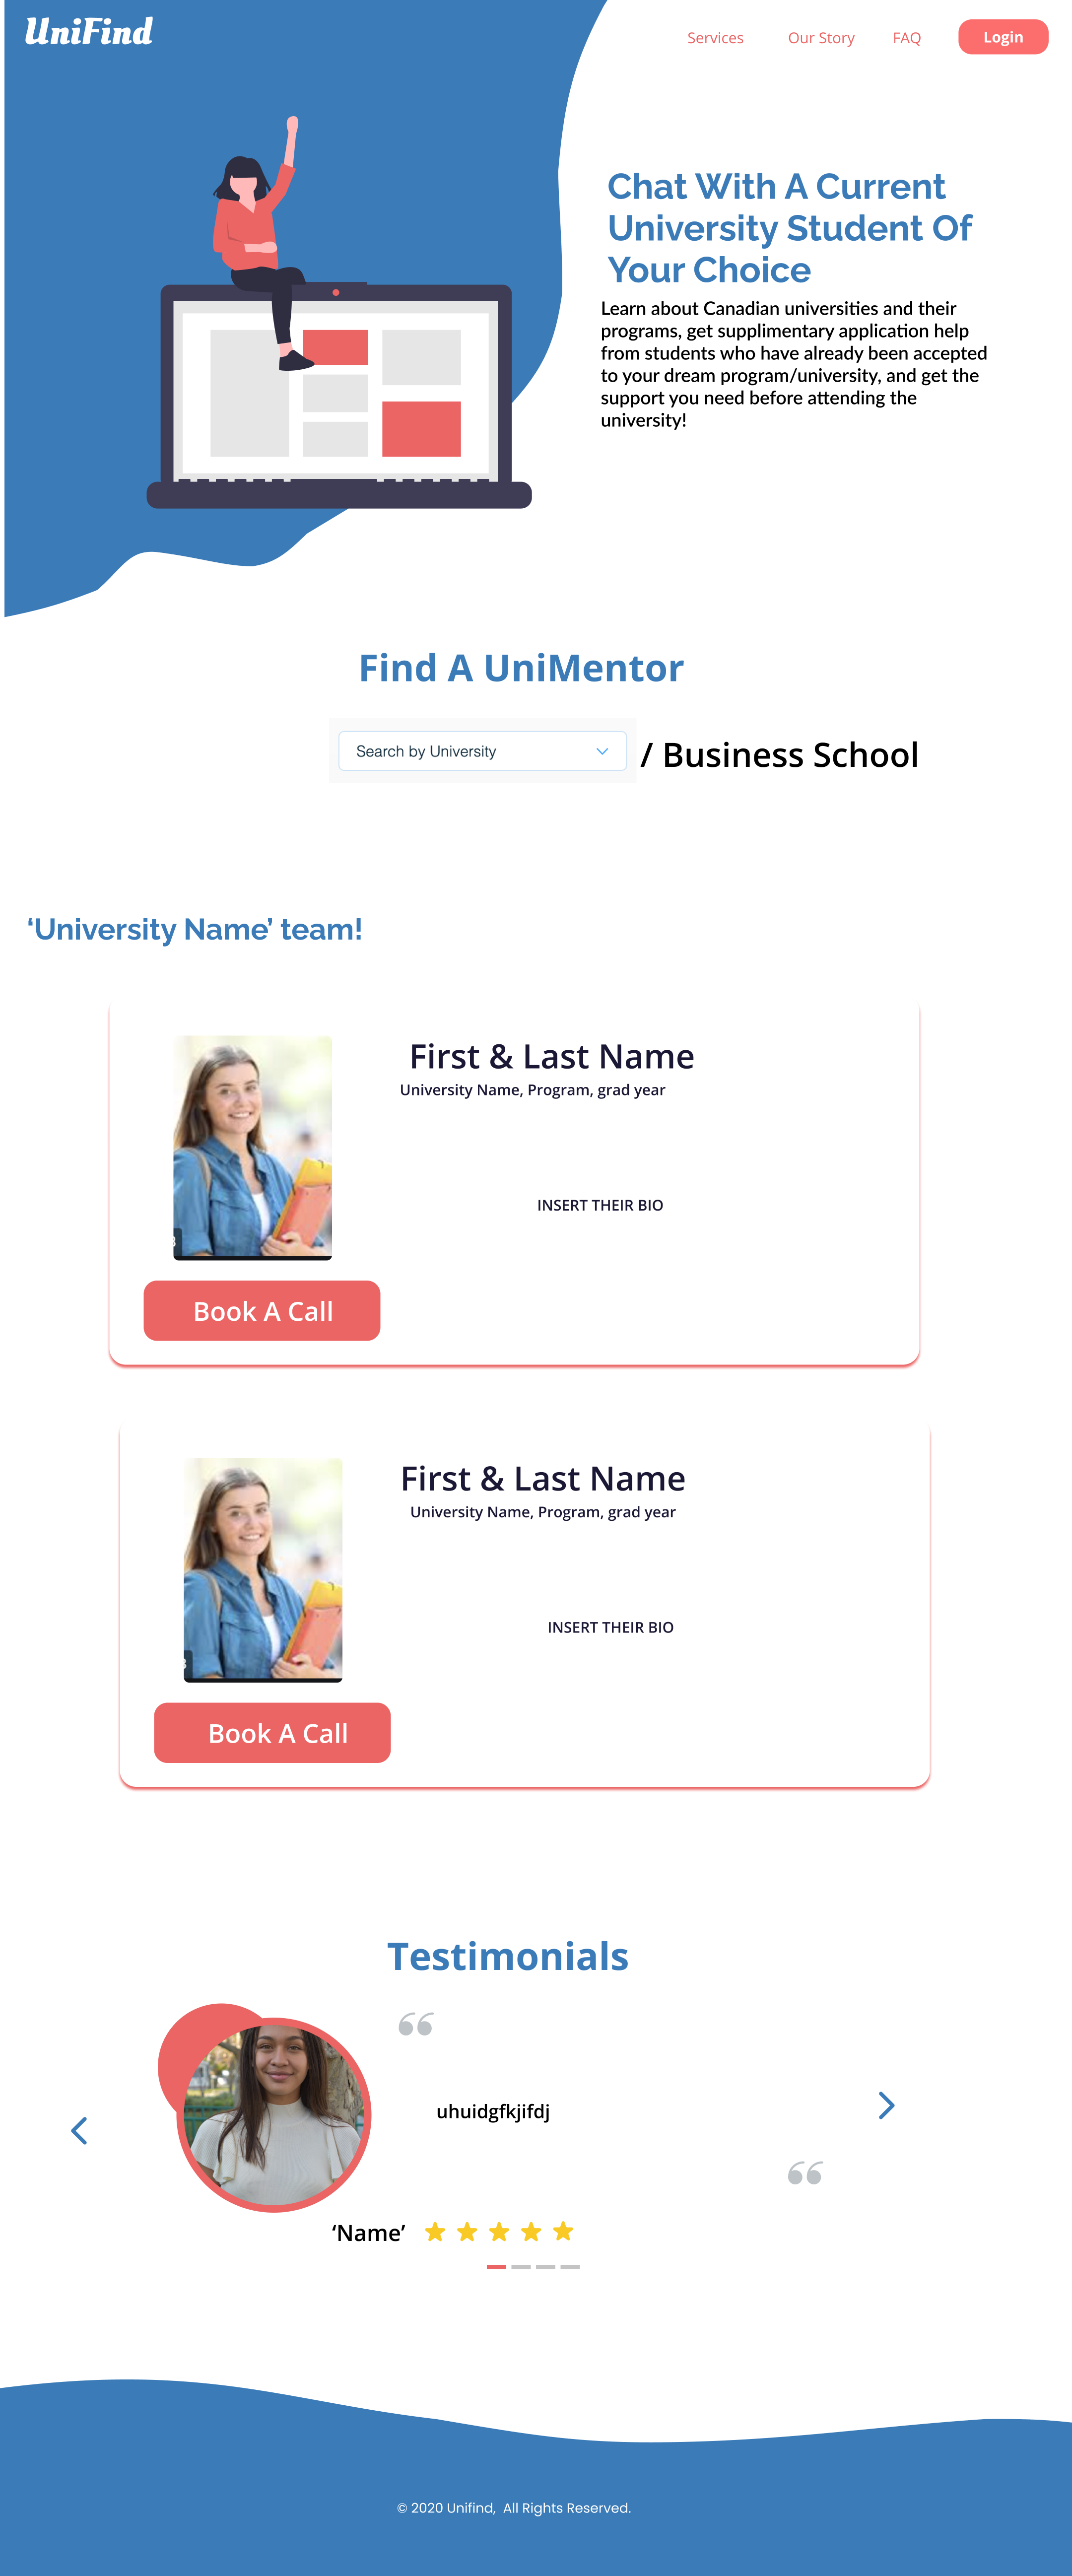 UniFind
Services
Our Story
FAQ
Login
Chat With A Current
University Student Of
Your Choice
Learn about Canadian universities and their
programs, get supplimentary application help
from students who have already been accepted
to your dream program/university, and get the
support you need before attending the
university!
Find A UniMentor
Search by University
/ Business School
‘University Name’ team!
First & Last Name
University Name, Program, grad year
INSERT THEIR BIO
Book A Call
First & Last Name
University Name, Program, grad year
INSERT THEIR BIO
Book A Call
Testimonials
“
uhuidgfkjifdj
“
‘Name’
© 2020 Unifind, All Rights Reserved.